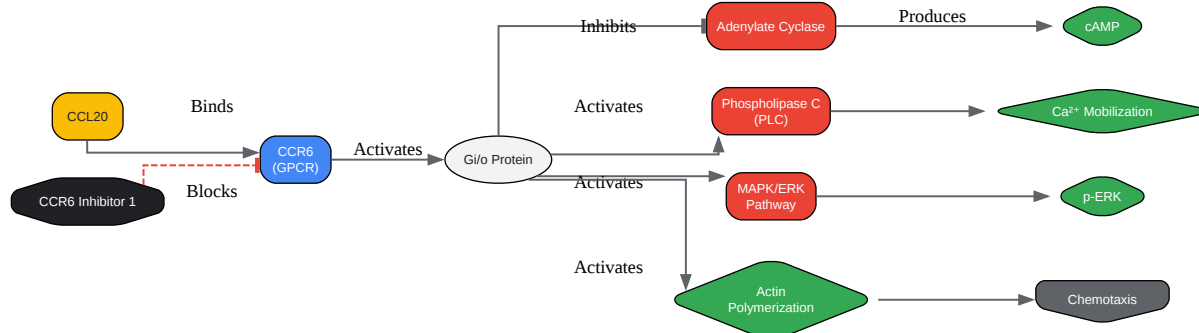 Inhibits
Adenylate Cyclase
Produces
cAMP
CCL20
Binds
Activates
Phospholipase C
(PLC)
Ca²⁺ Mobilization
CCR6
(GPCR)
Activates
Gi/o Protein
CCR6 Inhibitor 1
Blocks
Activates
MAPK/ERK
Pathway
p-ERK
Activates
Actin
Polymerization
Chemotaxis